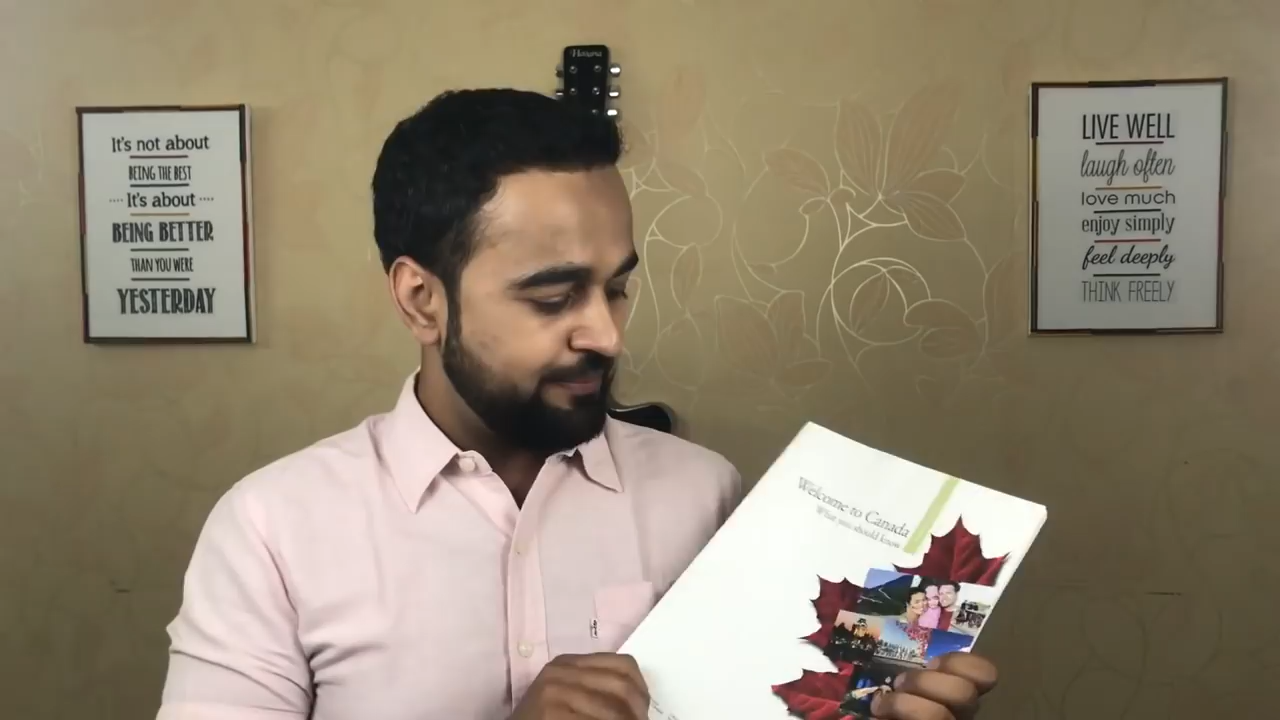 It's not about
BEING THE BEST
It's about
BEING BETTER
THAN YOU WERE
YESTERDAY
LIVE WELL
laugh often
love much
enjoy simply
feel deeply
THINK FREELY
Welcome to Canada
What you should know